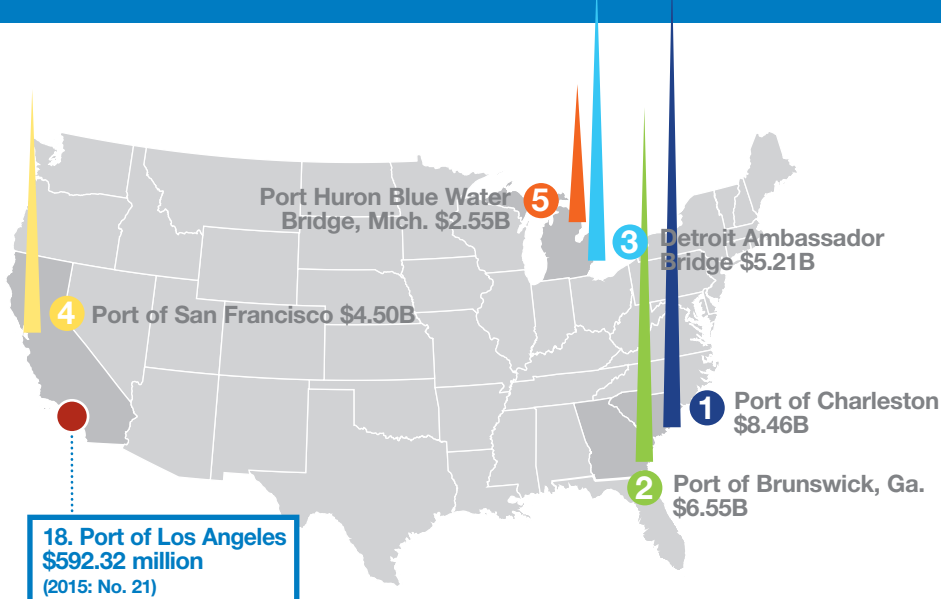 Port Huron Blue Water
Bridge, Mich. $2.55B
5
3
Detroit Ambassador
Bridge $5.21B
4
Port of San Francisco $4.50B
1
Port of Charleston
$8.46B
2
Port of Brunswick, Ga.
$6.55B
18. Port of Los Angeles
$592.32 million
(2015: No. 21)